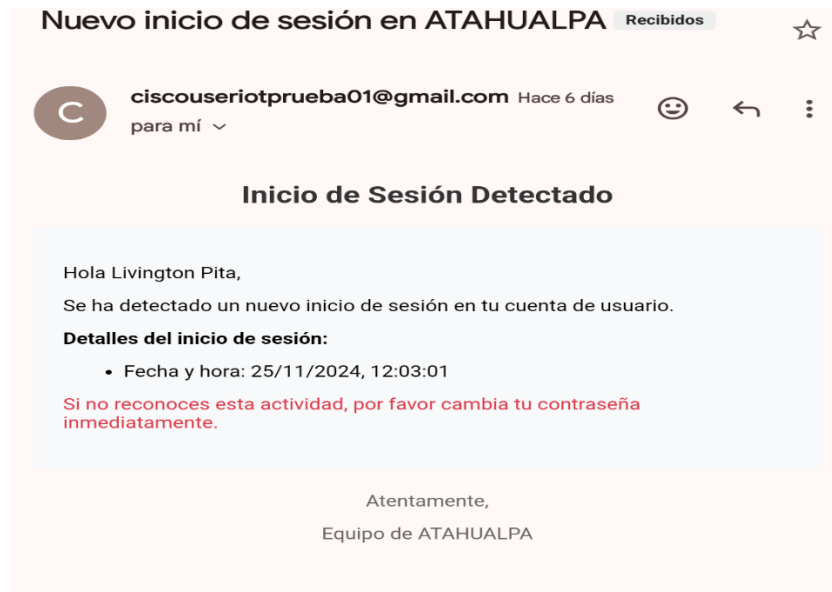 Nuevo inicio de sesión en ATAHUALPA Recibidos
C
ciscouseriotprueba01@gmail.com Hace 6 días
para mí
Inicio de Sesión Detectado
Hola Livington Pita,
Se ha detectado un nuevo inicio de sesión en tu cuenta de usuario.
Detalles del inicio de sesión:
• Fecha y hora: 25/11/2024, 12:03:01
Si no reconoces esta actividad, por favor cambia tu contraseña
inmediatamente.
Atentamente,
Equipo de ATAHUALPA